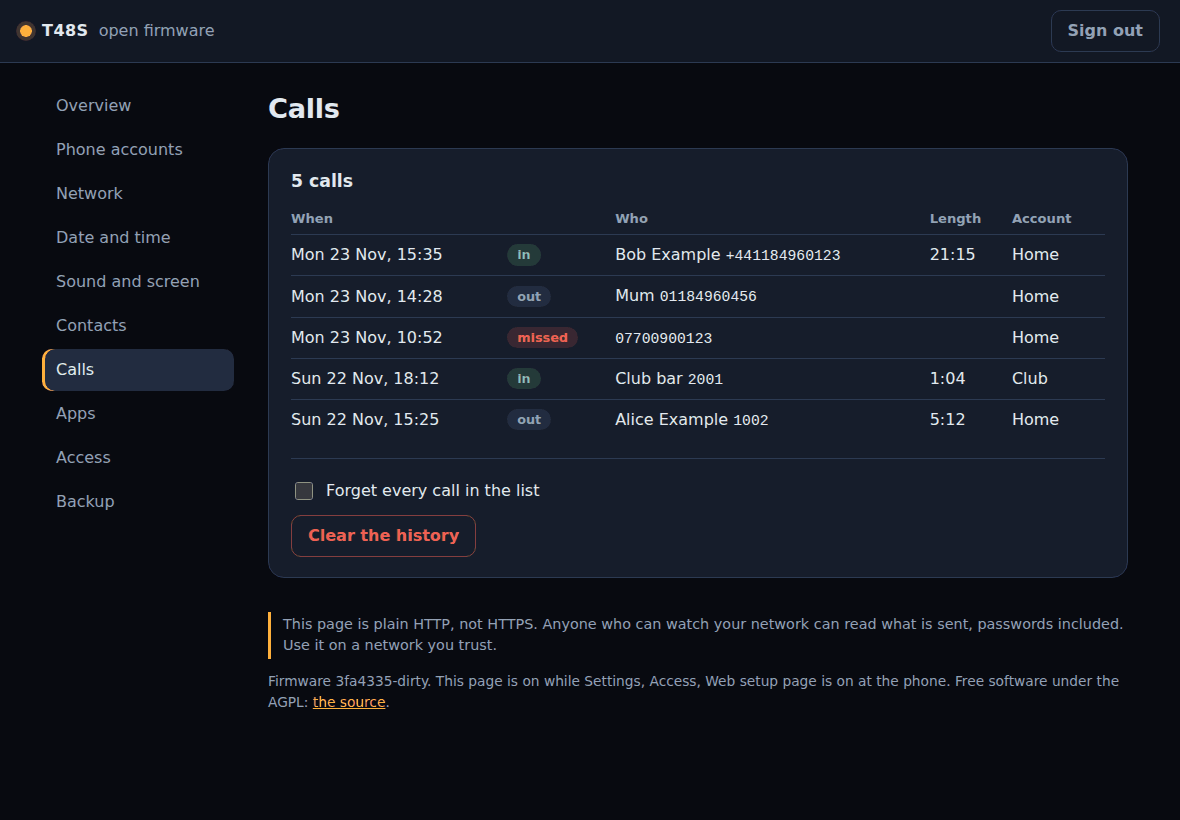 T48S open firmware
Sign out
Overview
Phone accounts
Network
Date and time
Sound and screen
Contacts
Calls
Apps
Access
Backup
Calls
5 calls
When Who Length Account
Mon 23 Nov, 15:35 in Bob Example +441184960123 21:15 Home
Mon 23 Nov, 14:28 out Mum 01184960456 Home
Mon 23 Nov, 10:52 missed 07700900123 Home
Sun 22 Nov, 18:12 in Club bar 2001 1:04 Club
Sun 22 Nov, 15:25 out Alice Example 1002 5:12 Home
Forget every call in the list
Clear the history
This page is plain HTTP, not HTTPS. Anyone who can watch your network can read what is sent, passwords included.
Use it on a network you trust.
Firmware 3fa4335-dirty. This page is on while Settings, Access, Web setup page is on at the phone. Free software under the
AGPL: the source.